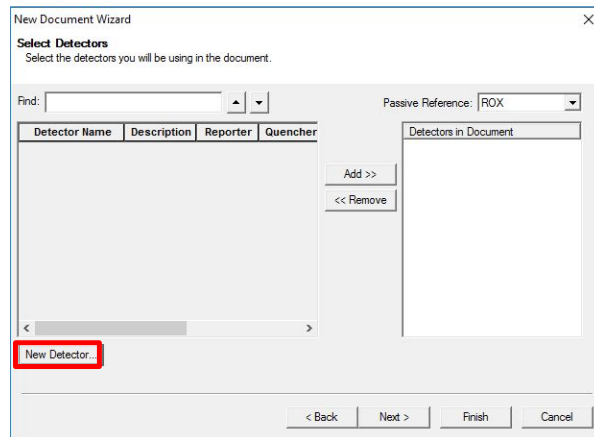 New Document Wizard
Select Detectors
Select the detectors you will be using in the document.
Find:
Passive Reference: ROX
Detector Name Description Reporter Quencher
Detectors in Document
Add >>
<< Remove
New Detector...
< Back Next > Finish Cancel